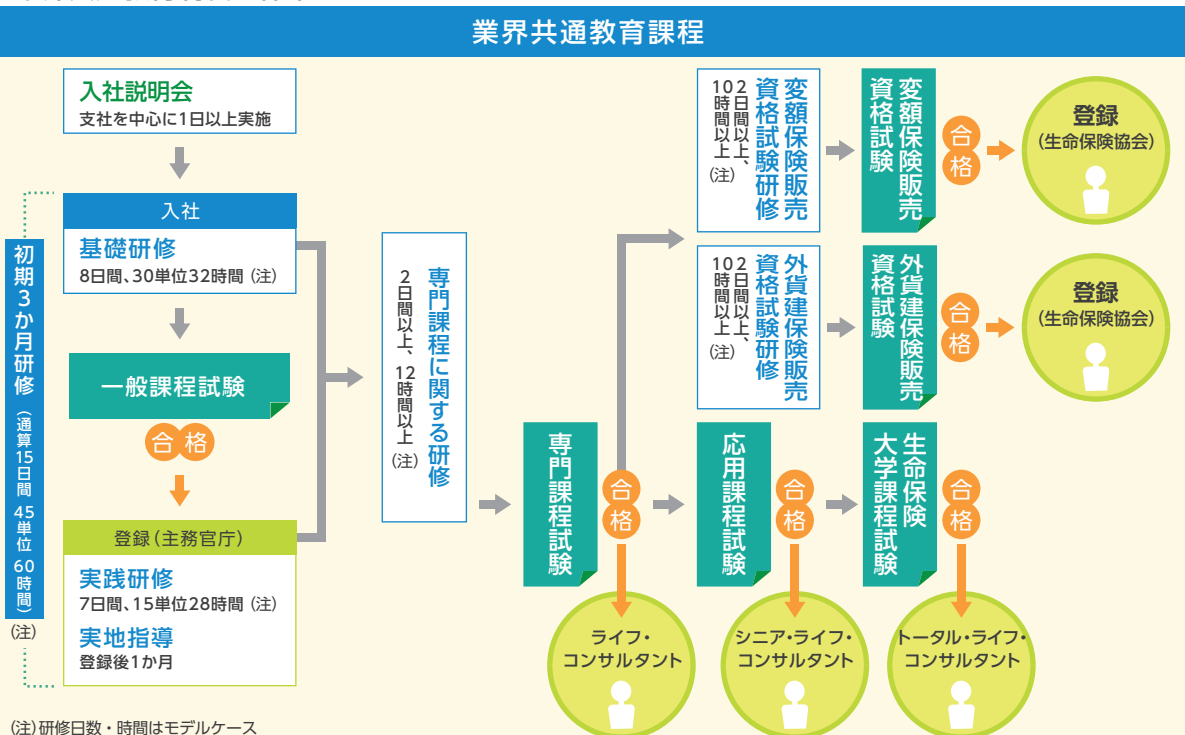 業界共通教育課程
入社説明会
支社を中心に1日以上実施
入社
基礎研修
8日間、30単位32時間（注）
一般課程試験
合格
登録（主務官庁）
実践研修
7日間、15単位28時間（注）
実地指導
登録後1か月
初期3か月研修（通算15日間 45単位 60時間）
（注）
専門課程に関する研修
2日間以上、12時間以上（注）
専門課程試験
合格
ライフ・
コンサルタント
応用課程試験
合格
シニア・ライフ・
コンサルタント
生命保険
大学課程試験
合格
トータル・ライフ・
コンサルタント
変額保険販売
資格試験研修
2日間以上、
10時間以上（注）
変額保険販売
資格試験
合格
登録
（生命保険協会）
外貨建保険販売
資格試験研修
2日間以上、
10時間以上（注）
外貨建保険販売
資格試験
合格
登録
（生命保険協会）
（注）研修日数・時間はモデルケース